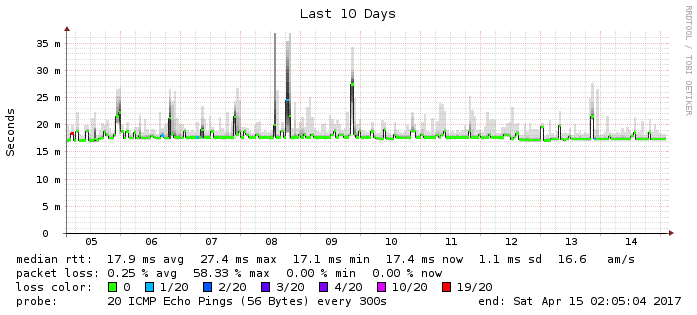 Last 10 Days
RRDTOOL / TOBI OETIKER
Seconds
35 m
30 m
25 m
20 m
15 m
10 m
5 m
0
05 06 07 08 09 10 11 12 13 14
median rtt: 17.9 ms avg 27.4 ms max 17.1 ms min 17.4 ms now 1.1 ms sd 16.6 am/s
packet loss: 0.25 % avg 58.33 % max 0.00 % min 0.00 % now
loss color: 0 1/20 2/20 3/20 4/20 10/20 19/20
probe: 20 ICMP Echo Pings (56 Bytes) every 300s end: Sat Apr 15 02:05:04 2017